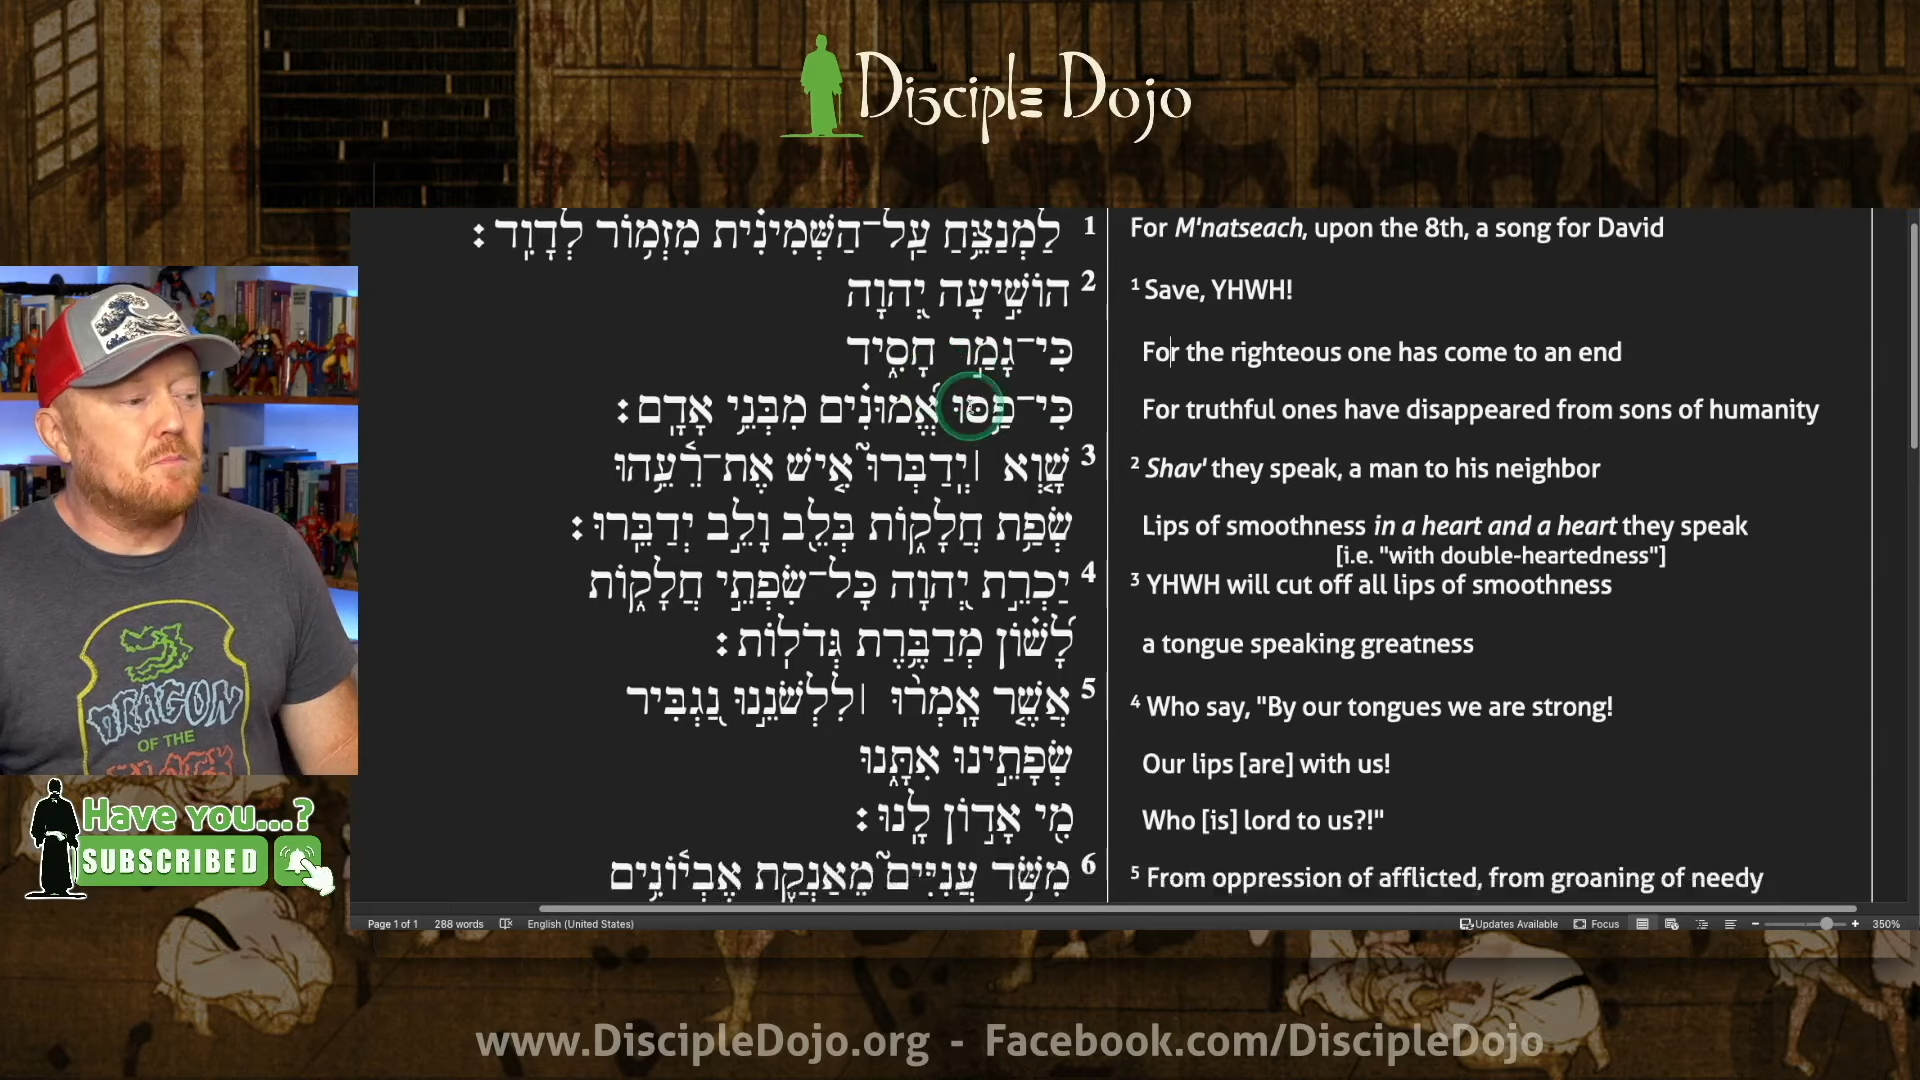 Disciple Dojo
1 לַמְנַצֵּ֥חַ עַֽל־הַשְּׁמִינִ֗ית מִזְמ֥וֹר לְדָוִֽד׃
2 הוֹשִׁ֣יעָה יְ֭הוָה
כִּי־גָמַ֣ר חָסִ֑יד
כִּי־פַ֥סּוּ אֱ֝מוּנִ֗ים מִבְּנֵ֥י אָדָֽם׃
3 שָׁ֤וְא ׀ יְֽדַבְּרוּ֮ אִ֤ישׁ אֶת־רֵ֫עֵ֥הוּ
שְׂפַ֥ת חֲלָק֑וֹת בְּלֵ֖ב וָלֵ֣ב יְדַבֵּֽרוּ׃
4 יַכְרֵ֣ת יְ֭הוָה כָּל־שִׂפְתֵ֣י חֲלָק֑וֹת
לָ֝שׁ֗וֹן מְדַבֶּ֥רֶת גְּדֹלֽוֹת׃
5 אֲשֶׁ֤ר אָֽמְר֨וּ ׀ לִלְשֹׁנֵ֣נוּ נַ֭גְבִּיר
שְׂפָתֵ֣ינוּ אִתָּ֑נוּ
מִ֖י אָד֣וֹן לָֽנוּ׃
6 מִשֹּׁ֥ד עֲנִיִּים֮ מֵאַנְקַ֪ת אֶבְי֫וֹנִ֥ים
For M'natseach, upon the 8th, a song for David
1 Save, YHWH!
For the righteous one has come to an end
For truthful ones have disappeared from sons of humanity
2 Shav' they speak, a man to his neighbor
Lips of smoothness in a heart and a heart they speak
[i.e. "with double-heartedness"]
3 YHWH will cut off all lips of smoothness
a tongue speaking greatness
4 Who say, "By our tongues we are strong!
Our lips [are] with us!
Who [is] lord to us?!"
5 From oppression of afflicted, from groaning of needy
DRAGON
OF THE
Have you...?
SUBSCRIBED
Page 1 of 1 288 words English (United States) Updates Available Focus 350%
www.DiscipleDojo.org - Facebook.com/DiscipleDojo